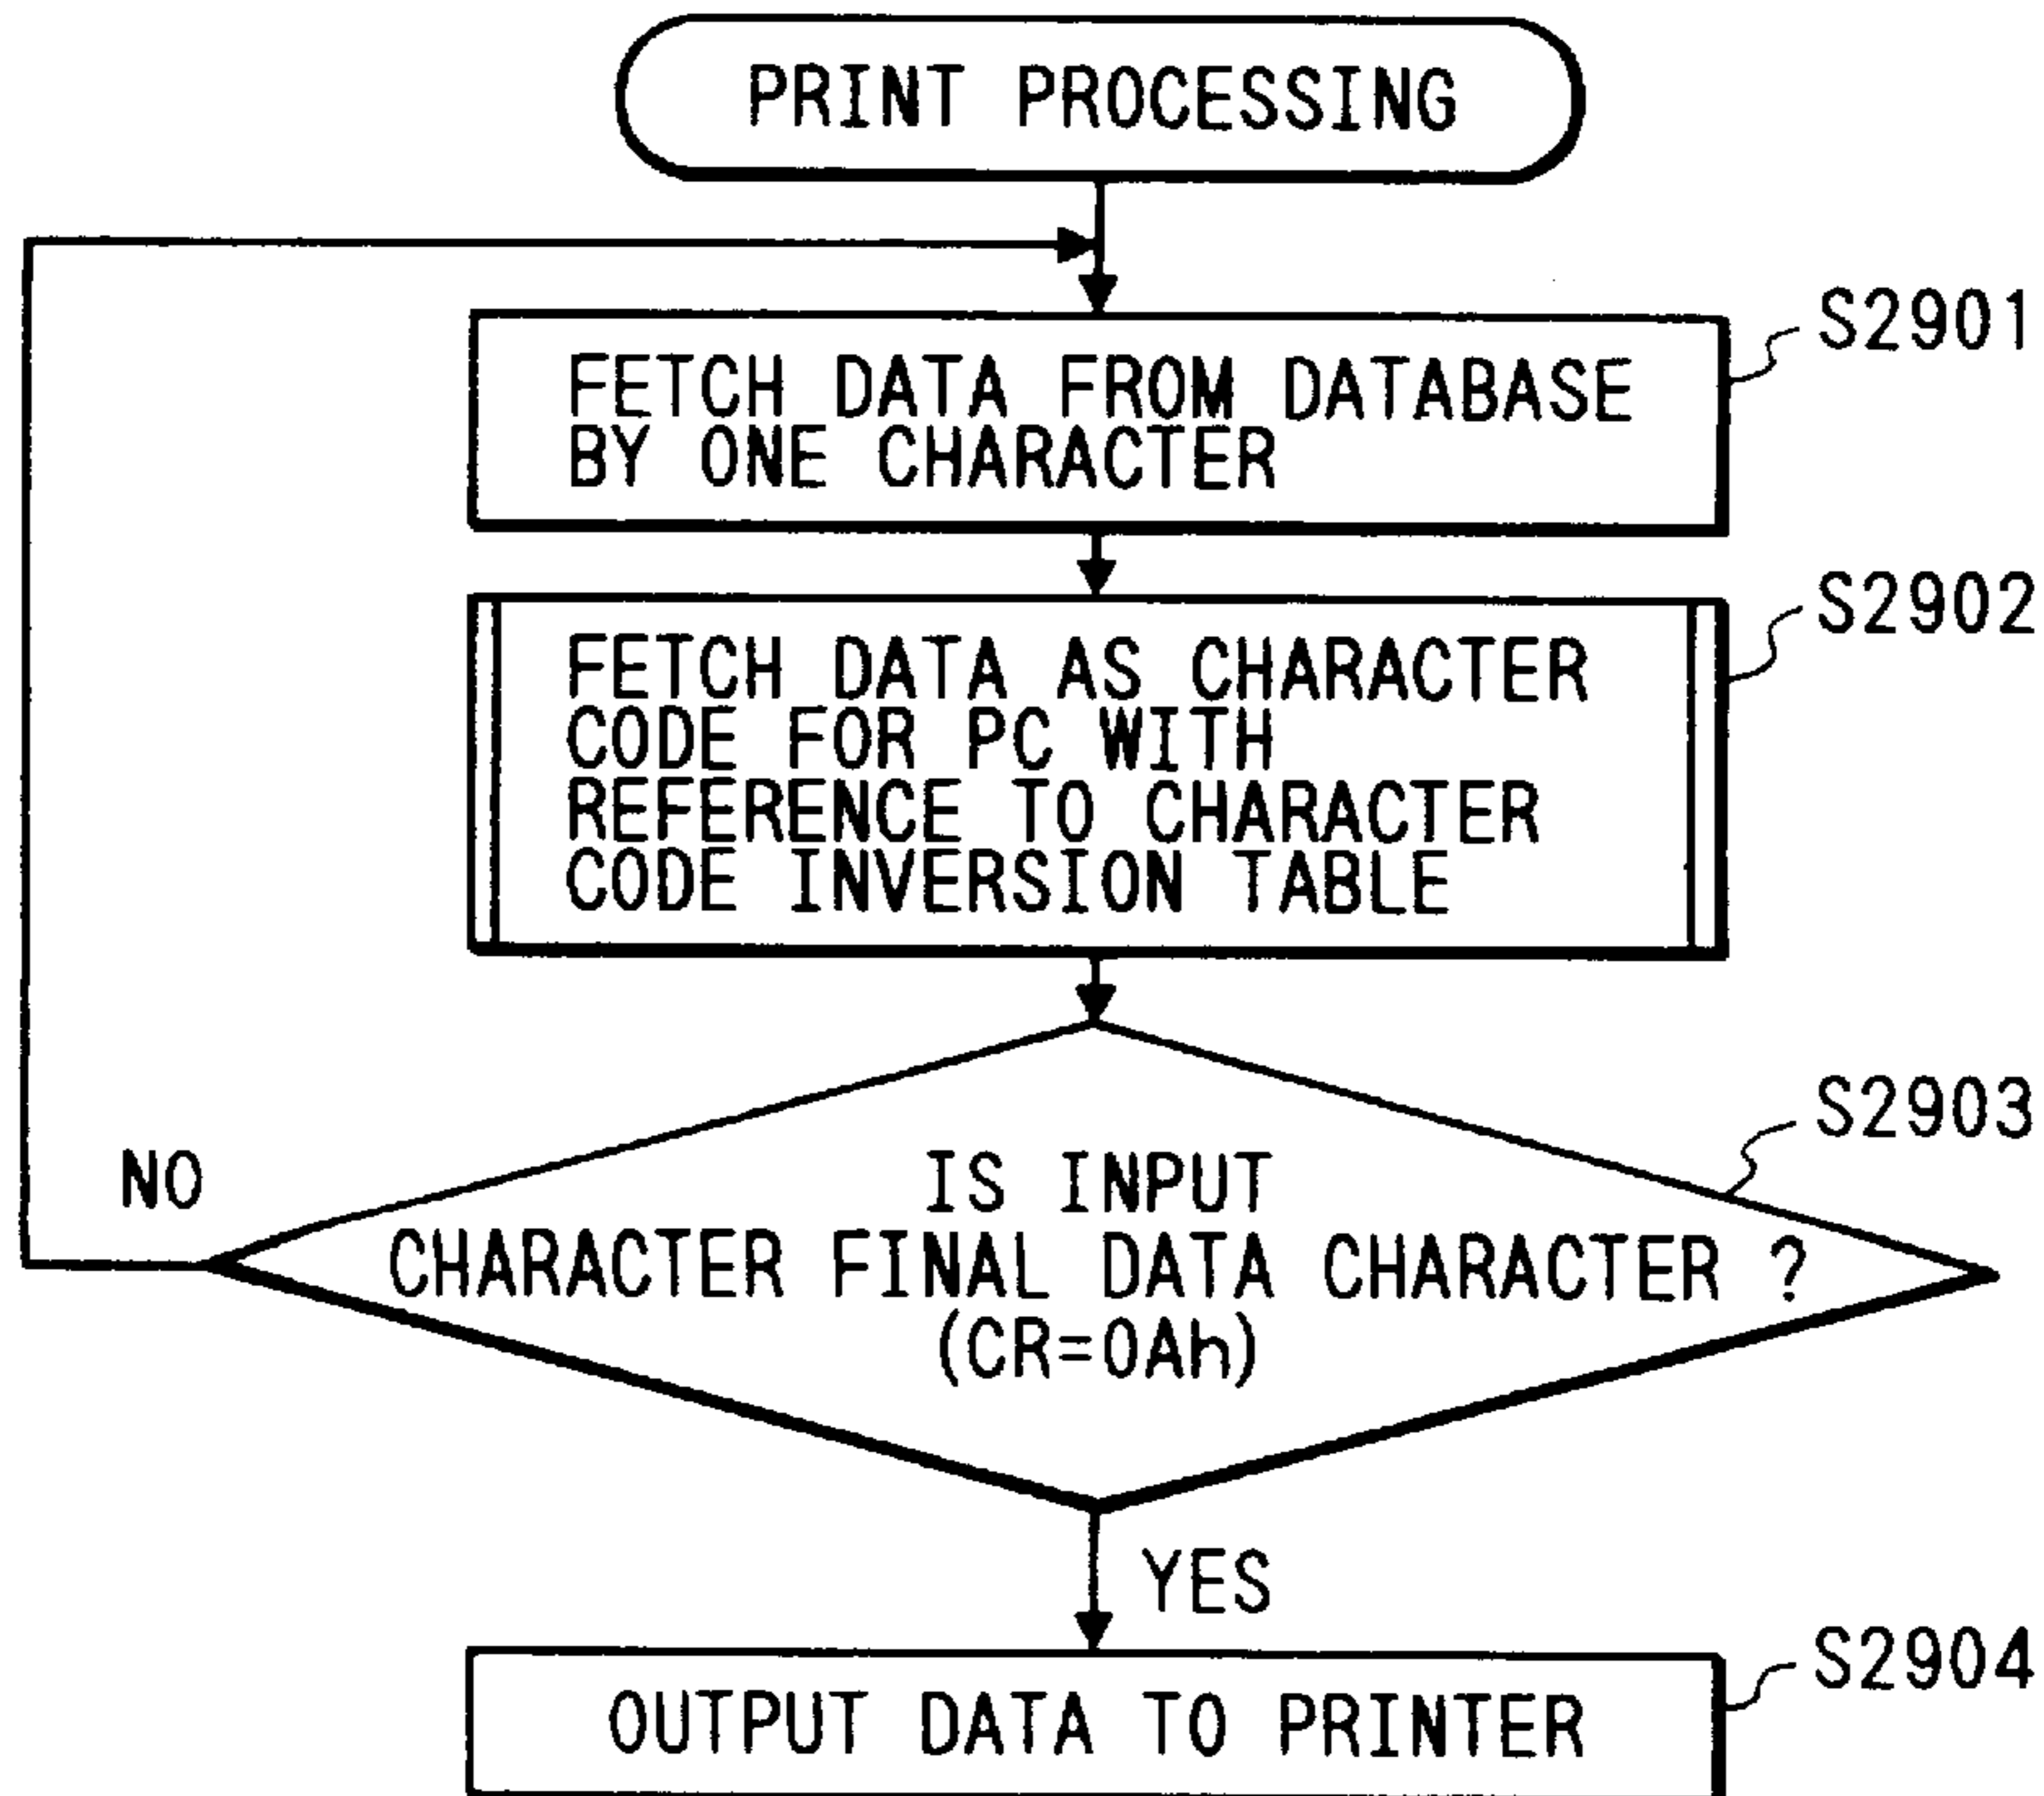 PRINT PROCESSING
S2901
FETCH DATA FROM DATABASE
BY ONE CHARACTER
S2902
FETCH DATA AS CHARACTER
CODE FOR PC WITH
REFERENCE TO CHARACTER
CODE INVERSION TABLE
S2903
NO
IS INPUT
CHARACTER FINAL DATA CHARACTER ?
(CR=0Ah)
YES
S2904
OUTPUT DATA TO PRINTER